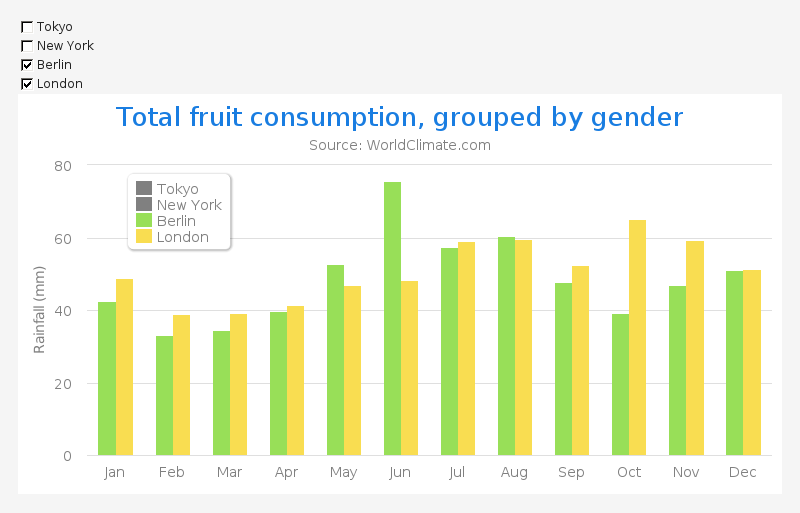 Tokyo
New York
Berlin
London
Total fruit consumption, grouped by gender
Source: WorldClimate.com
80
60
40
20
0
Rainfall (mm)
Tokyo
New York
Berlin
London
Jan Feb Mar Apr May Jun Jul Aug Sep Oct Nov Dec